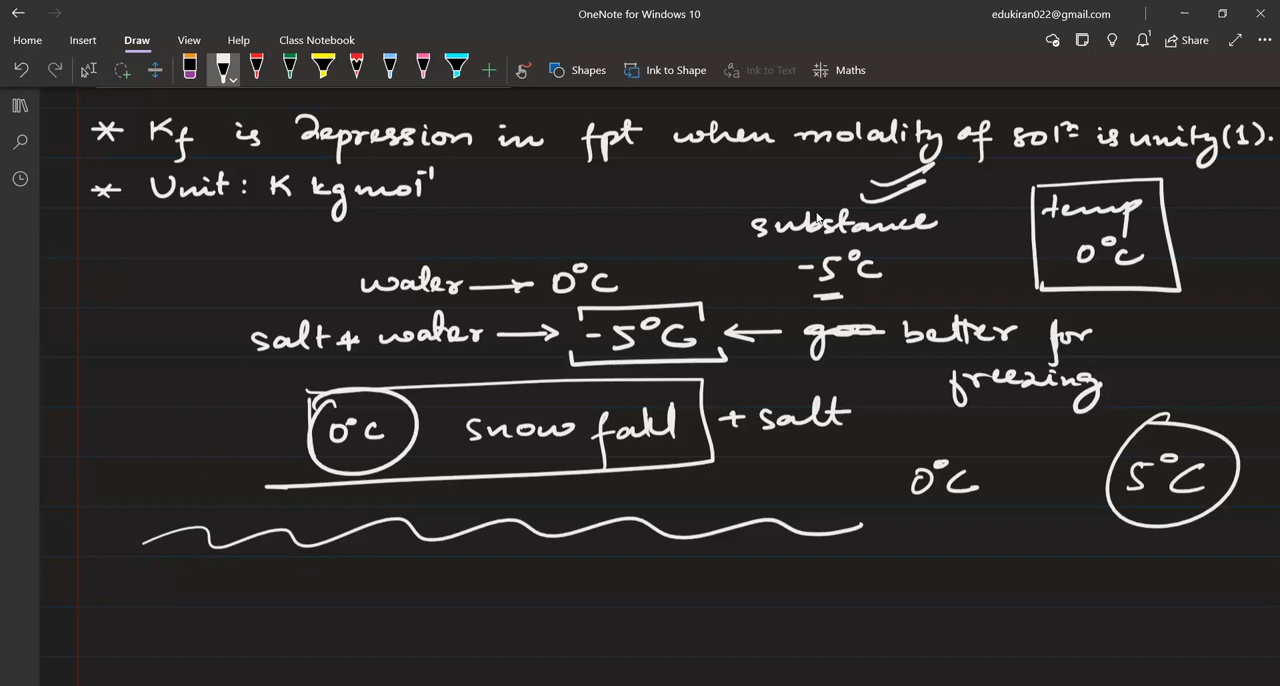 OneNote for Windows 10
edukiran022@gmail.com
Home Insert Draw View Help Class Notebook
Share
Shapes Ink to Shape Ink to Text Maths
* Kf is Depression in fpt when molality of solⁿ is unity(1).
* Unit: K kg mol⁻¹
substance
temp
0°C
-5°C
water → 0°C
salt + water → -5°C ← better for
freezing
0°C snow fall + salt
0°C 5°C